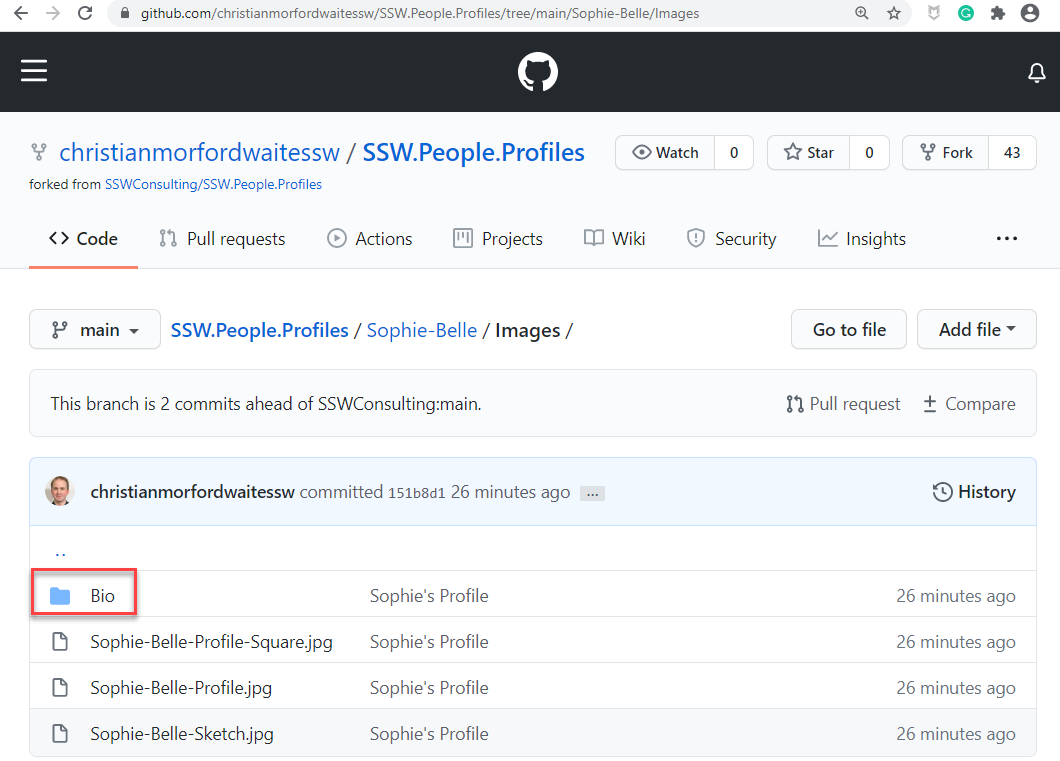 github.com/christianmorfordwaitessw/SSW.People.Profiles/tree/main/Sophie-Belle/Images
christianmorfordwaitessw / SSW.People.Profiles Watch 0 Star 0 Fork 43
forked from SSWConsulting/SSW.People.Profiles
<> Code Pull requests Actions Projects Wiki Security Insights ...
main SSW.People.Profiles / Sophie-Belle / Images / Go to file Add file
This branch is 2 commits ahead of SSWConsulting:main. Pull request Compare
christianmorfordwaitessw committed 151b8d1 26 minutes ago ... History
..
Bio Sophie's Profile 26 minutes ago
Sophie-Belle-Profile-Square.jpg Sophie's Profile 26 minutes ago
Sophie-Belle-Profile.jpg Sophie's Profile 26 minutes ago
Sophie-Belle-Sketch.jpg Sophie's Profile 26 minutes ago